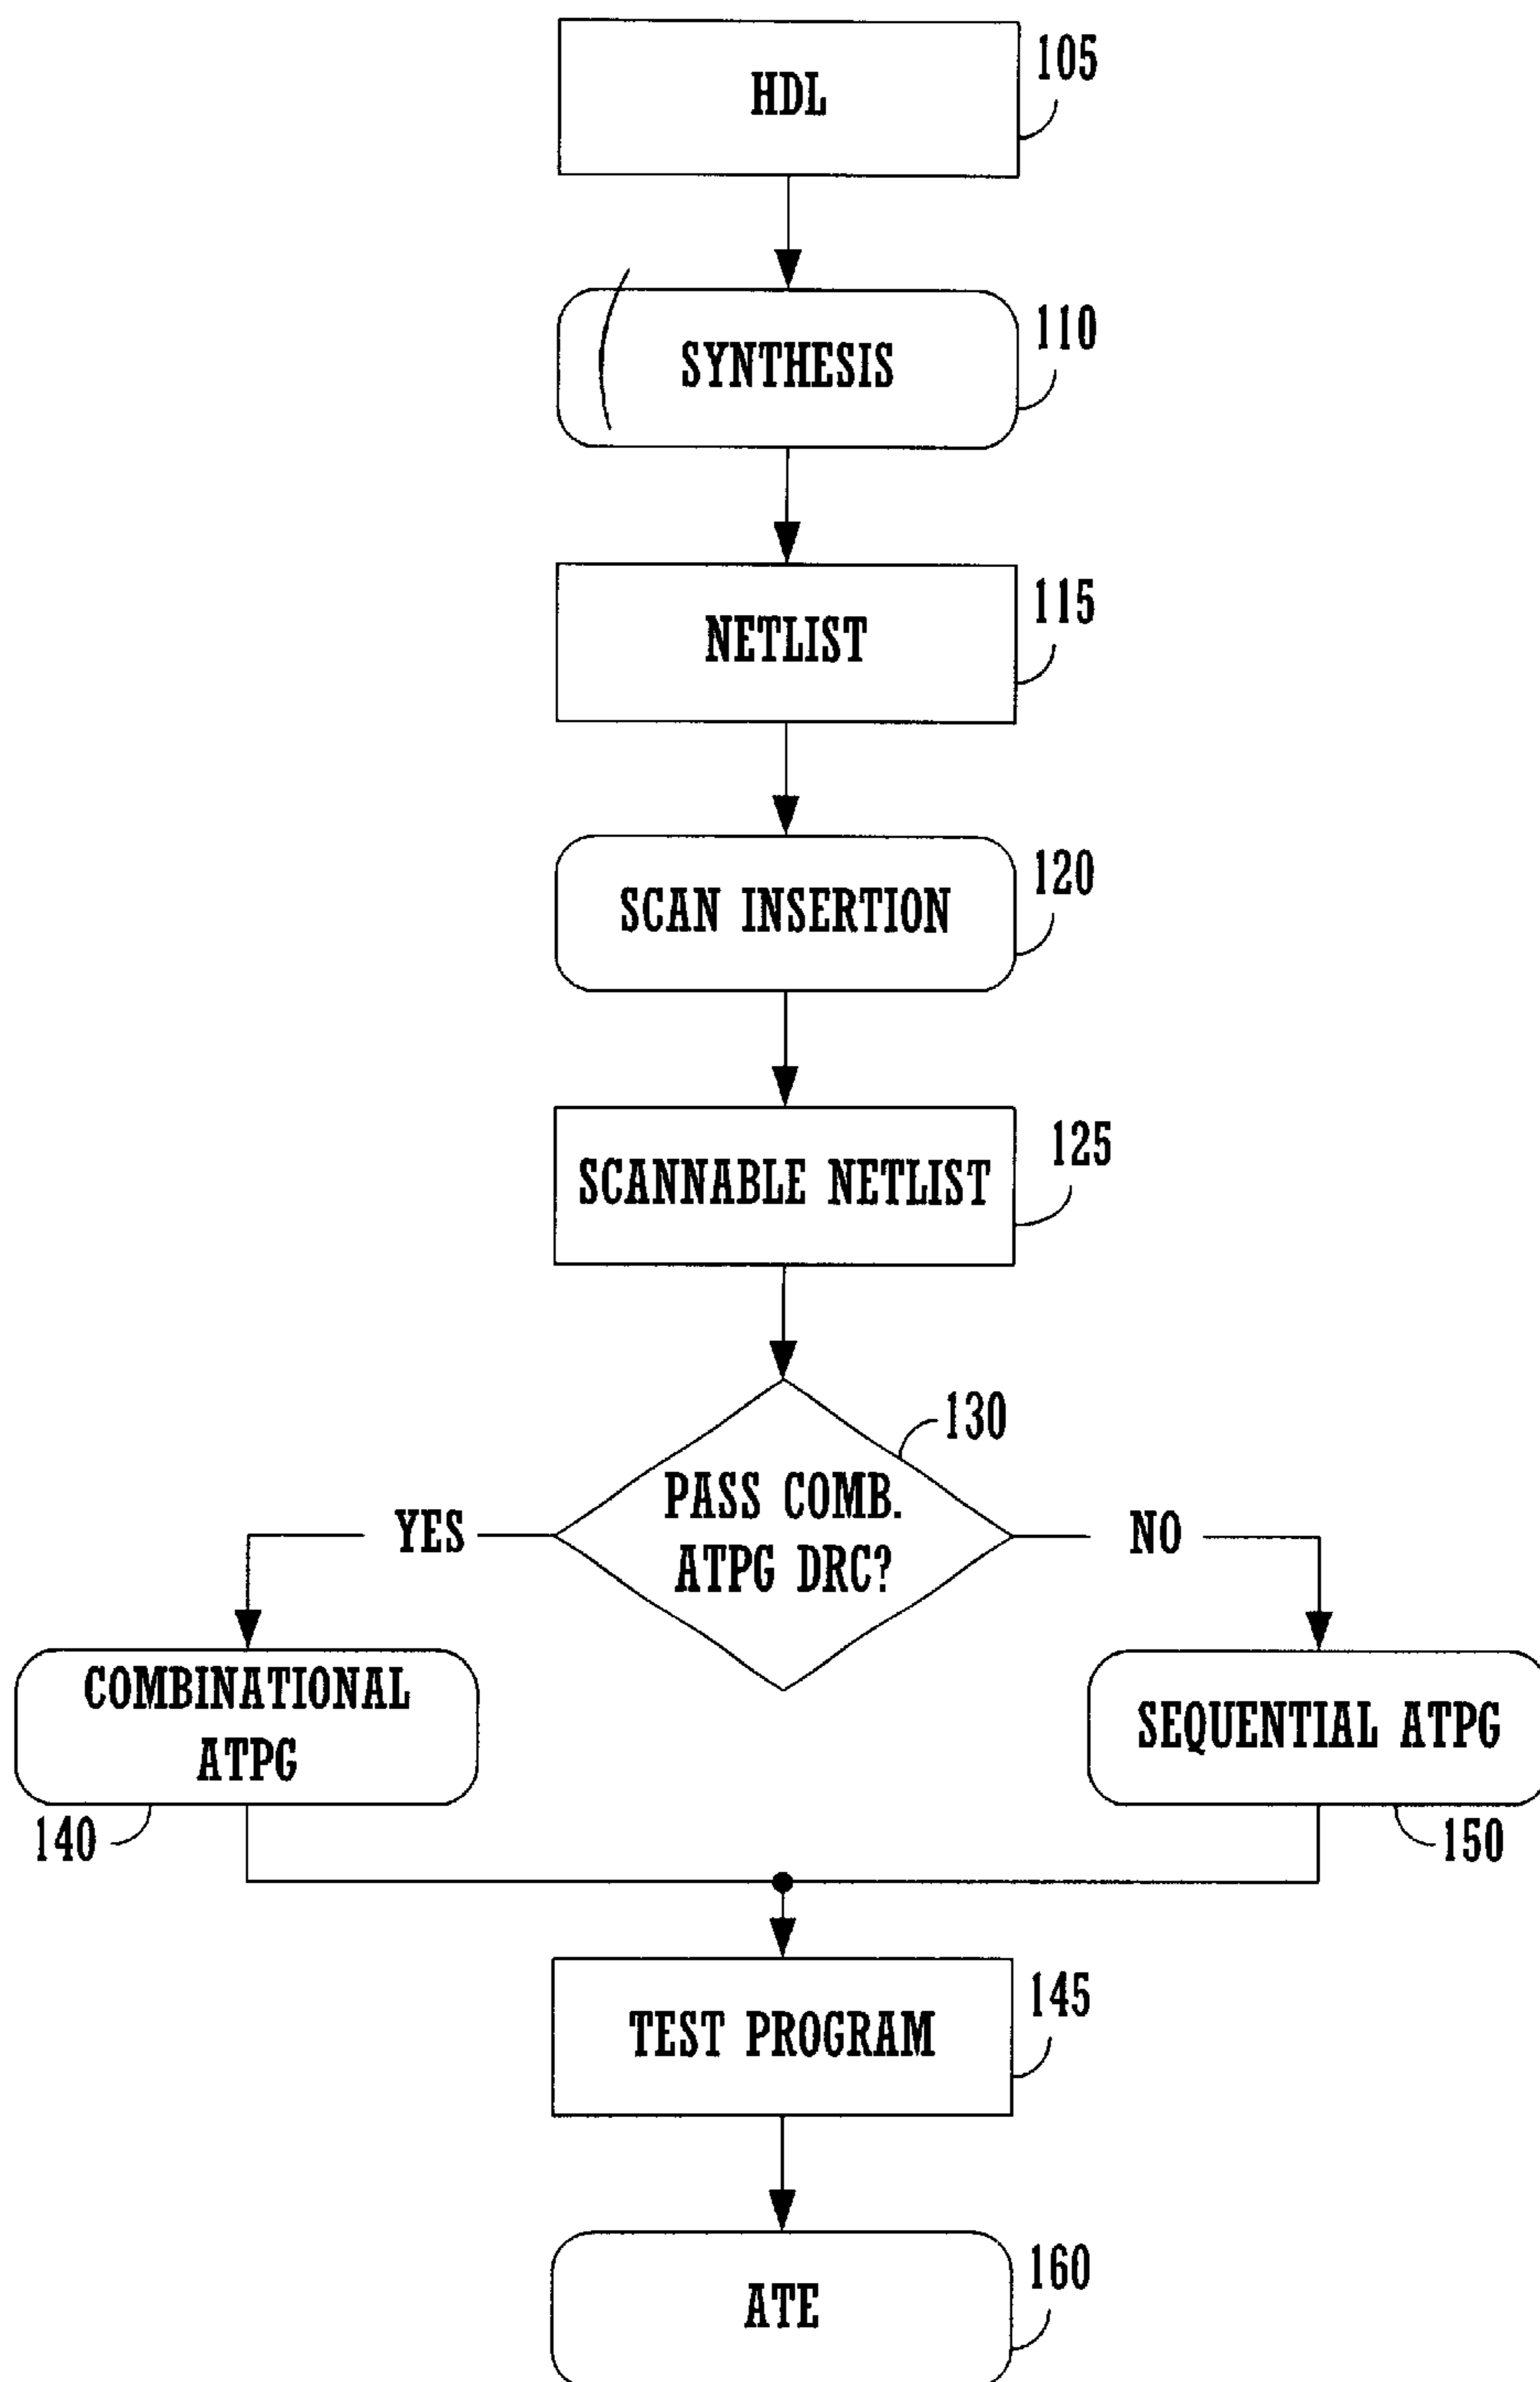 HDL
105
SYNTHESIS
110
NETLIST
115
SCAN INSERTION
120
SCANNABLE NETLIST
125
130
PASS COMB.
ATPG DRC?
YES
NO
COMBINATIONAL
ATPG
140
SEQUENTIAL ATPG
150
TEST PROGRAM
145
ATE
160